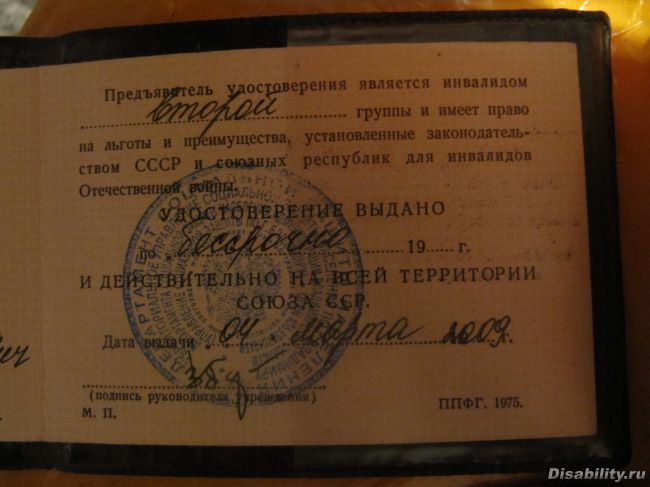 Предъявитель удостоверения является инвалидом
второй группы и имеет право
на льготы и преимущества, установленные законодатель-
ством СССР и союзных республик для инвалидов
Отечественной войны.
УДОСТОВЕРЕНИЕ ВЫДАНО
по бессрочно 19 г.
И ДЕЙСТВИТЕЛЬНО НА ВСЕЙ ТЕРРИТОРИИ
СОЮЗА ССР.
Дата выдачи 04 марта 2009г.
(подпись руководителя учреждения)
М. П.
ППФГ. 1975.
Disability.ru